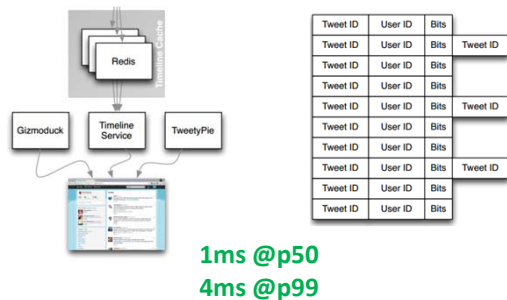 Timeline Cache
Redis
Gizmoduck
Timeline
Service
TweetyPie
Tweet ID User ID Bits
Tweet ID User ID Bits Tweet ID
Tweet ID User ID Bits
Tweet ID User ID Bits
Tweet ID User ID Bits Tweet ID
Tweet ID User ID Bits
Tweet ID User ID Bits
Tweet ID User ID Bits Tweet ID
Tweet ID User ID Bits
Tweet ID User ID Bits
1ms @p50
4ms @p99